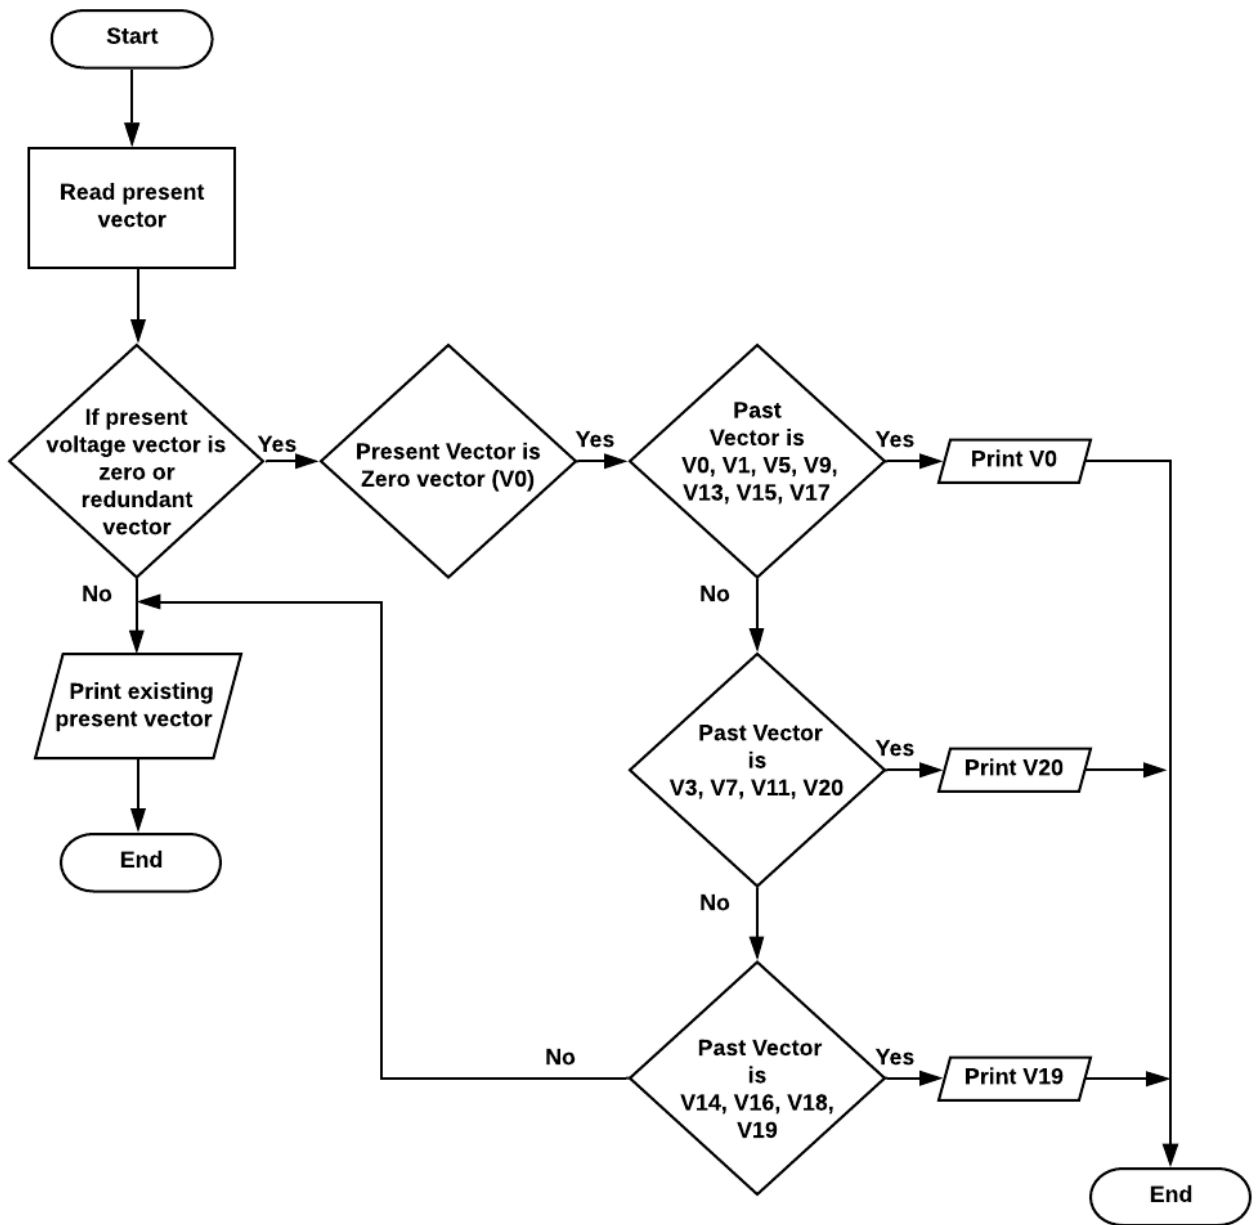 Start
Read present
vector
If present
voltage vector is
zero or
redundant
vector
Yes
Present Vector is
Zero vector (V0)
Yes
Past
Vector is
V0, V1, V5, V9,
V13, V15, V17
Yes
Print V0
No
Print existing
present vector
End
No
Past Vector
is
V3, V7, V11, V20
Yes
Print V20
No
Past Vector
is
V14, V16, V18,
V19
Yes
Print V19
No
End